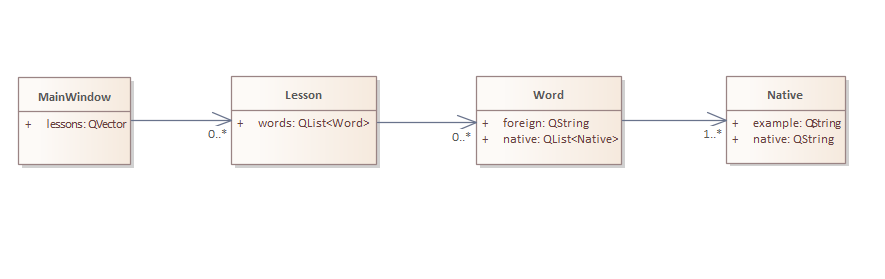 MainWindow
+ lessons: QVector
0..*
Lesson
+ words: QList<Word>
0..*
Word
+ foreign: QString
+ native: QList<Native>
1..*
Native
+ example: QString
+ native: QString